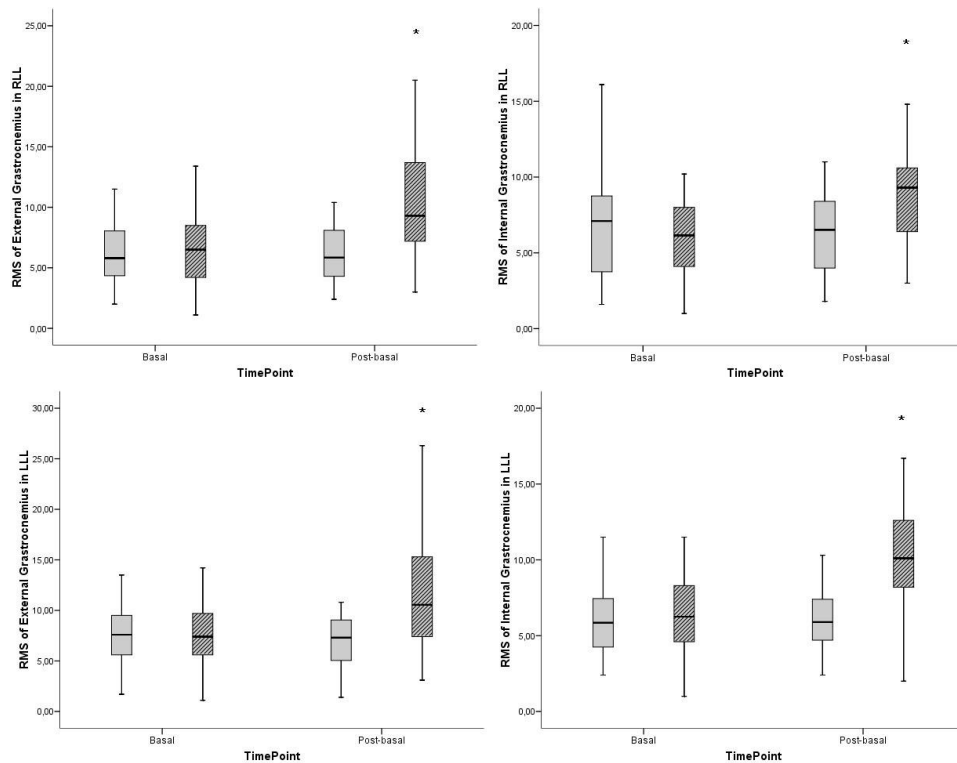 RMS of External Grastrocnemius in RLL
25,00
20,00
15,00
10,00
5,00
0,00
*
Basal
Post-basal
TimePoint
RMS of Internal Grastrocnemius in RLL
20,00
15,00
10,00
5,00
0,00
*
Basal
Post-basal
TimePoint
RMS of External Grastrocnemius in LLL
30,00
25,00
20,00
15,00
10,00
5,00
0,00
*
Basal
Post-basal
TimePoint
RMS of Internal Grastrocnemius in LLL
20,00
15,00
10,00
5,00
0,00
*
Basal
Post-basal
TimePoint